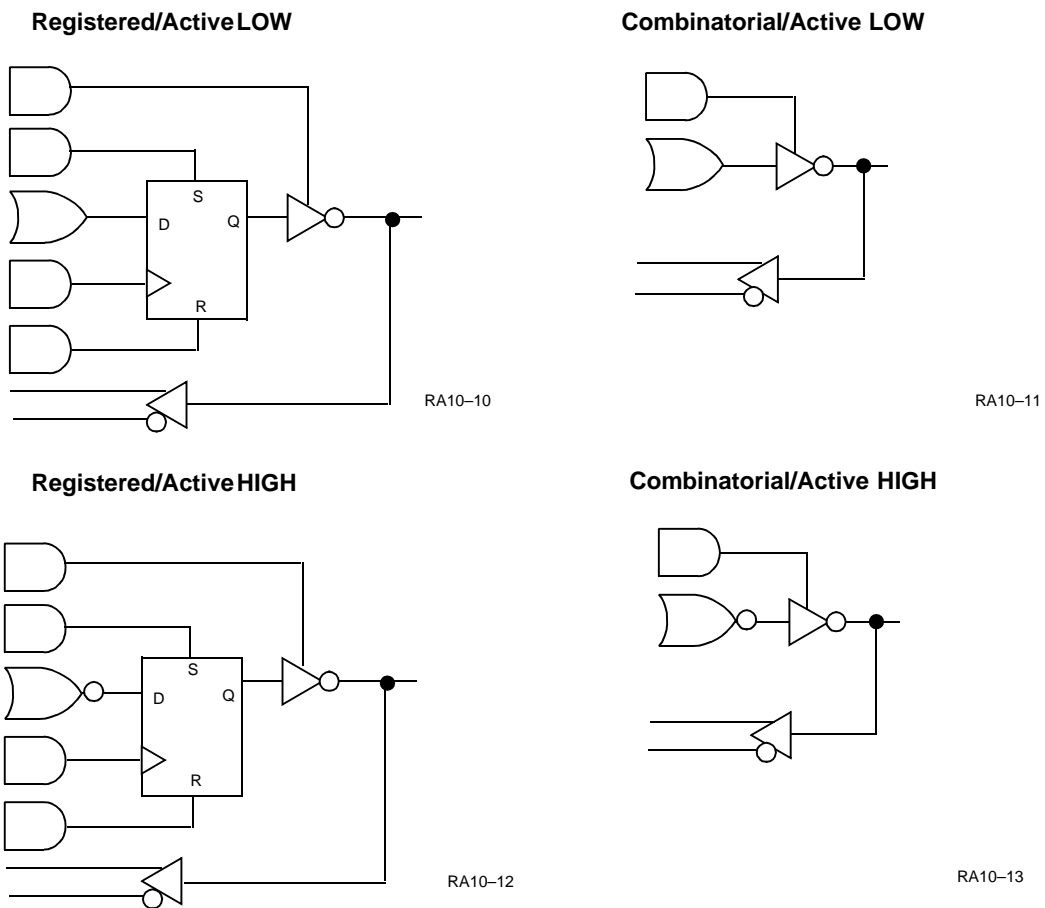 Registered/Active LOW
S
D
Q
R
RA10–10
Combinatorial/Active LOW
RA10–11
Registered/Active HIGH
S
D
Q
R
RA10–12
Combinatorial/Active HIGH
RA10–13